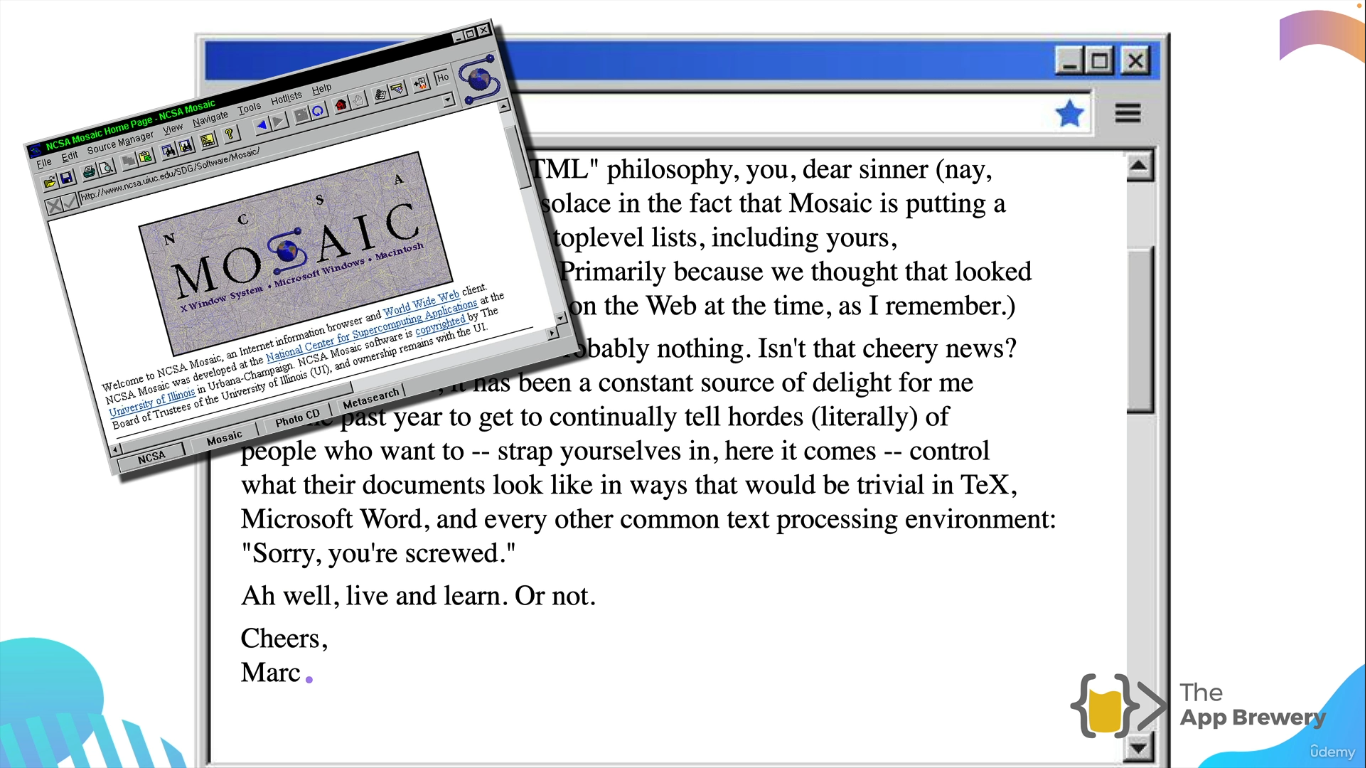 NCSA Mosaic Home Page - NCSA Mosaic
File Edit Source Manager View Navigate Tools Hotlists Help
Ho
http://www.ncsa.uiuc.edu/SDG/Software/Mosaic/
N C S A
MOSAIC
X Window System • Microsoft Windows • Macintosh
Welcome to NCSA Mosaic, an Internet information browser and World Wide Web client.
NCSA Mosaic was developed at the National Center for Supercomputing Applications at the
University of Illinois in Urbana-Champaign. NCSA Mosaic software is copyrighted by The
Board of Trustees of the University of Illinois (UI), and ownership remains with the UI.
NCSA Mosaic Photo CD Metasearch
TML" philosophy, you, dear sinner (nay,
solace in the fact that Mosaic is putting a
toplevel lists, including yours,
Primarily because we thought that looked
on the Web at the time, as I remember.)
obably nothing. Isn't that cheery news?
, it has been a constant source of delight for me
past year to get to continually tell hordes (literally) of
people who want to -- strap yourselves in, here it comes -- control
what their documents look like in ways that would be trivial in TeX,
Microsoft Word, and every other common text processing environment:
"Sorry, you're screwed."
Ah well, live and learn. Or not.
Cheers,
Marc
The
App Brewery
ûdemy